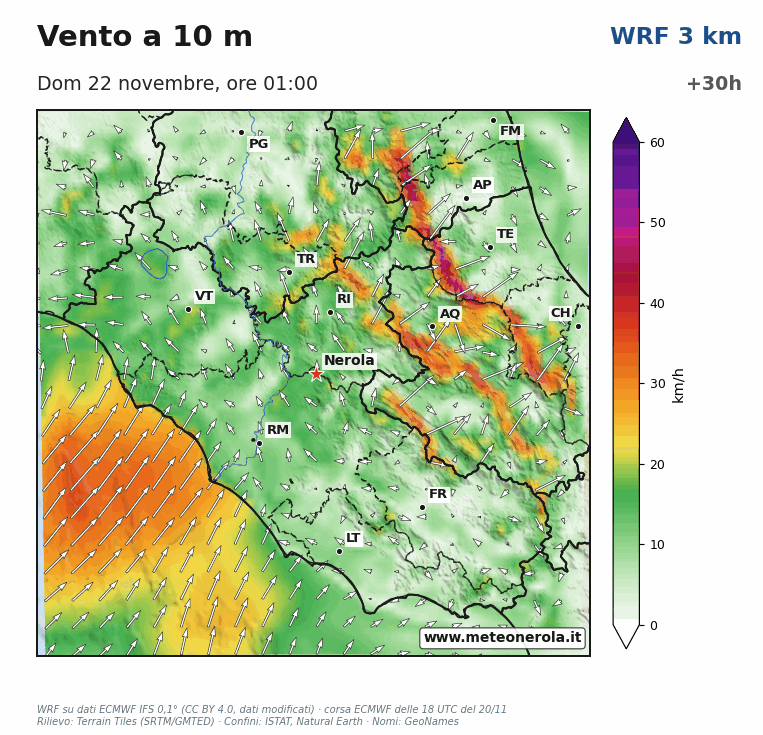 Vento a 10 m
WRF 3 km
Dom 22 novembre, ore 01:00
+30h
FM
PG
AP
TE
TR
VT
RI
AQ
CH
Nerola
RM
FR
LT
www.meteonerola.it
60
50
40
30
20
10
0
km/h
WRF su dati ECMWF IFS 0,1° (CC BY 4.0, dati modificati) · corsa ECMWF delle 18 UTC del 20/11
Rilievo: Terrain Tiles (SRTM/GMTED) · Confini: ISTAT, Natural Earth · Nomi: GeoNames